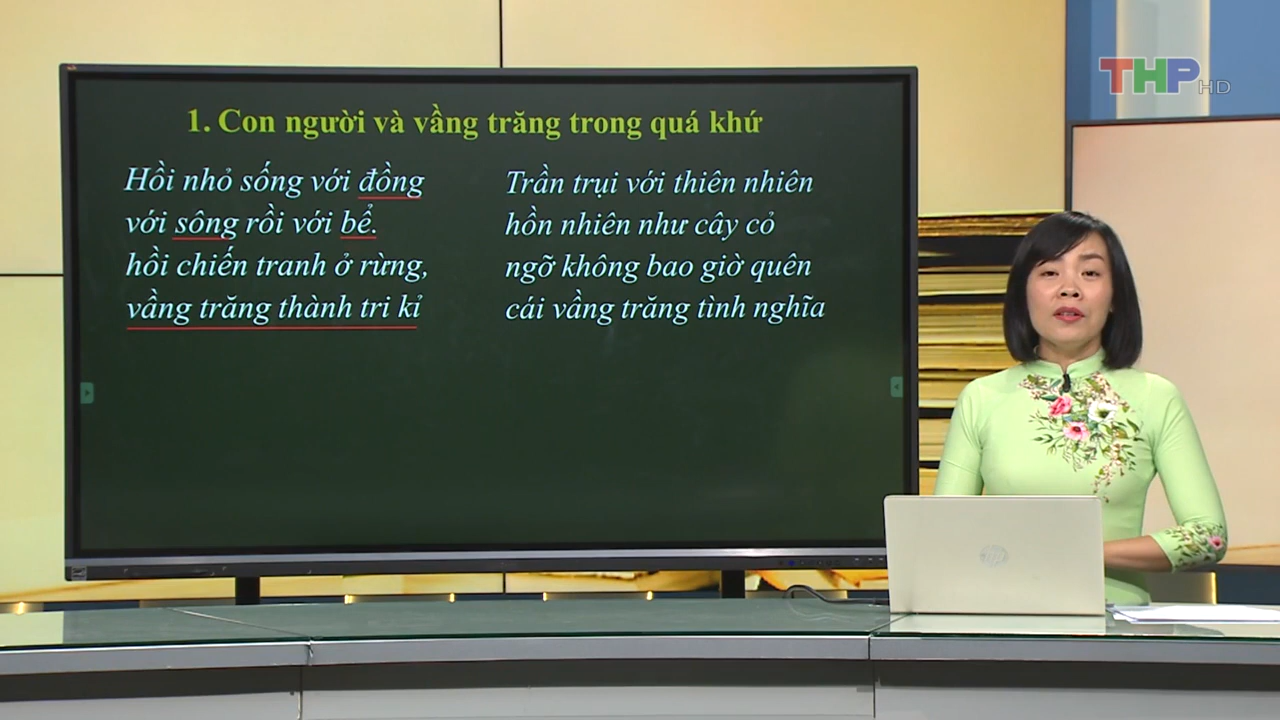 THP HD
1. Con người và vầng trăng trong quá khứ
Hồi nhỏ sống với đồng
với sông rồi với bể.
hồi chiến tranh ở rừng,
vầng trăng thành tri kỉ
Trần trụi với thiên nhiên
hồn nhiên như cây cỏ
ngỡ không bao giờ quên
cái vầng trăng tình nghĩa
hp